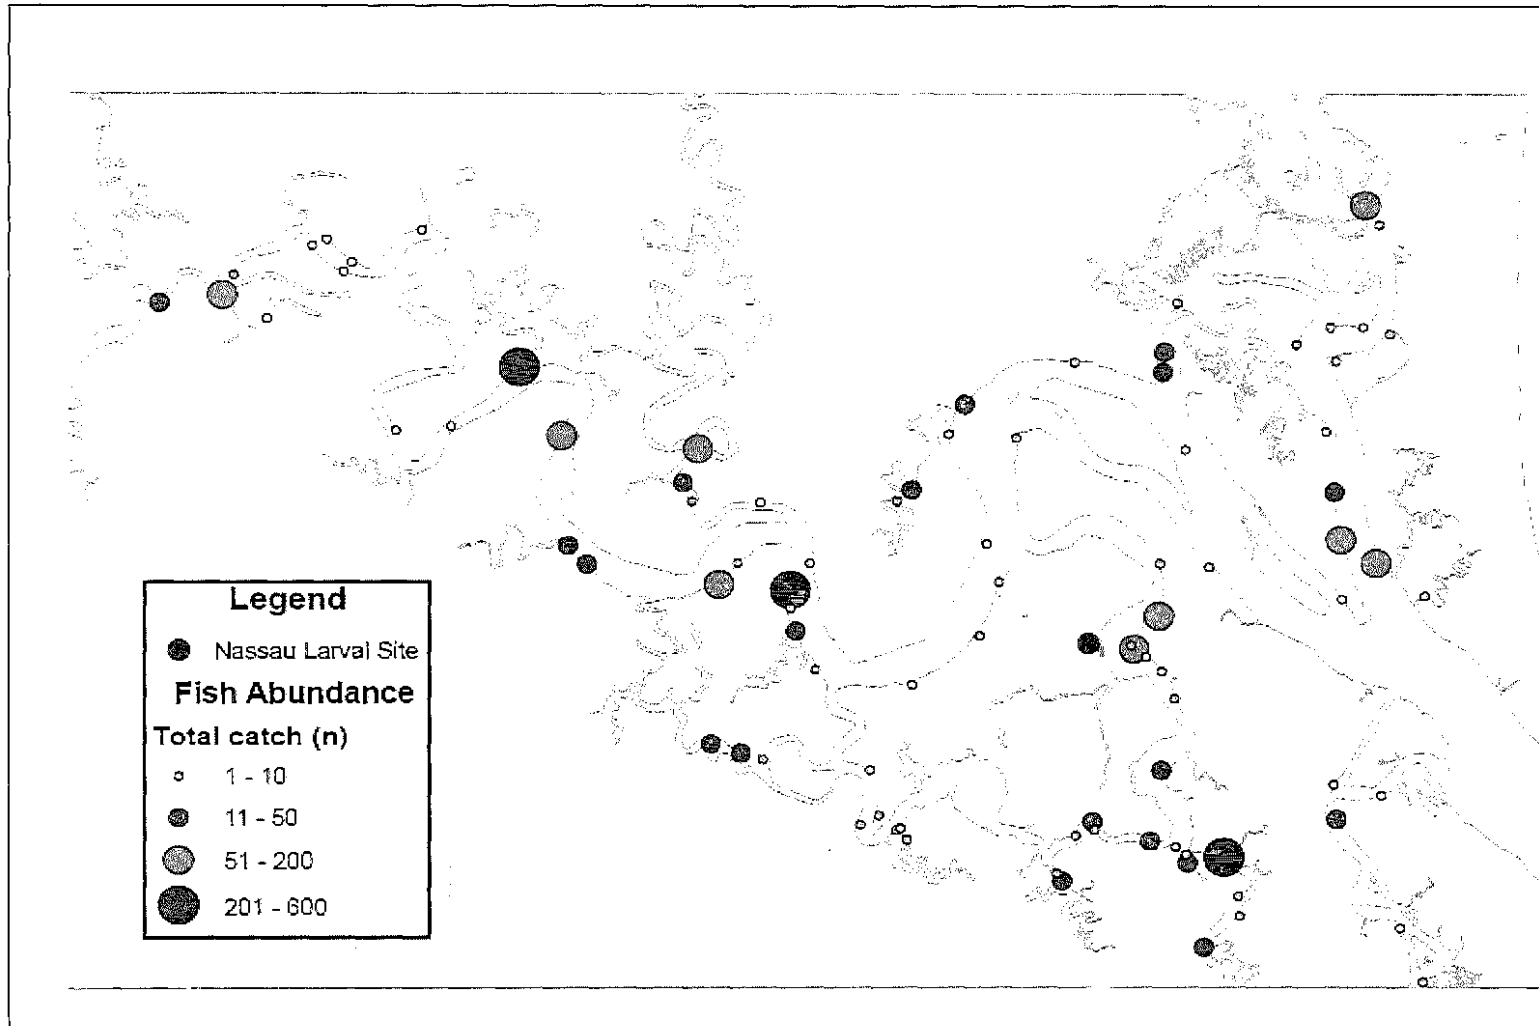 Legend
Nassau Larval Site
Fish Abundance
Total catch (n)
1 - 10
11 - 50
51 - 200
201 - 600